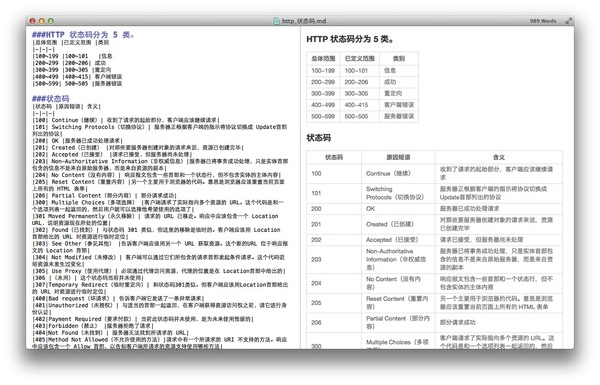 http_状态码.md
989 Words
###HTTP 状态码分为 5 类。
|总体范围 |已定义范围 |类别
|-|-|-|
|100~199 |100~101 |信息
|200~299 |200~206| 成功
|300~399 |300~305 |重定向
|400~499 |400~415| 客户端错误
|500~599| 500~505 |服务器错误
###状态码
|状态码 |原因短语| 含义|
|-|-|-|
|100| Continue（继续）| 收到了请求的起始部分，客户端应该继续请求
|101| Switching Protocols（切换协议）| 服务器正根据客户端的指示将协议切换成 Update首部
列出的协议|
|200| OK |服务器已成功处理请求|
|201| Created（已创建） |对那些要服务器创建对象的请求来说，资源已创建完毕|
|202| Accepted（已接受） |请求已接受，但服务器尚未处理|
|203| Non-Authoritative Information（非权威信息）|服务器已将事务成功处理，只是实体首部
包含的信息不是来自原始服务器，而是来自资源的副本|
|204| No Content（没有内容）| 响应报文包含一些首部和一个状态行，但不包含实体的主体内容|
|205| Reset Content（重置内容）| 另一个主要用于浏览器的代码。意思是浏览器应该重置当前页面
上所有的 HTML 表单|
|206| Partial Content（部分内容）| 部分请求成功|
|300| Multiple Choices（多项选择） |客户端请求了实际指向多个资源的 URL。这个代码是和一
个选项列表一起返回的，然后用户就可以选择他希望使用的选项了|
|301 Moved Permanently（永久移除）| 请求的 URL 已移走。响应中应该包含一个 Location
URL，说明资源现在所处的位置|
|302| Found（已找到）| 与状态码 301 类似，但这里的移除是临时的。客户端应该用 Location
首部给出的 URL 对资源进行临时定位|
|303| See Other（参见其他） |告诉客户端应该用另一个 URL 获取资源。这个新的URL 位于响应报
文的 Location 首部|
|304| Not Modified（未修改）| 客户端可以通过它们所包含的请求首部发起条件请求。这个代码说
明资源未发生过变化|
|305| Use Proxy（使用代理）| 必须通过代理访问资源，代理的位置是在 Location首部中给出的|
|306 |（未用）| 这个状态码当前并未使用|
|307|Temporary Redirect（临时重定向）| 和状态码301类似。但客户端应该用Location首部给出
的 URL 对资源进行临时定位|
|400|Bad request（坏请求）| 告诉客户端它发送了一条异常请求|
|401|Unauthorized（未授权）| 与适当的首部一起返回，在客户端获得资源访问权之前，请它进行身
份认证|
|402|Payment Required（要求付款）| 当前此状态码并未使用，是为未来使用预留的|
|403|Forbidden（禁止） |服务器拒绝了请求|
|404|Not Found（未找到）| 服务器无法找到所请求的 URL|
|405|Method Not Allowed（不允许使用的方法）|请求中有一个所请求的 URI 不支持的方法。响应
中应该包含一个 Allow 首部，以告知客户端所请求的资源支持使用哪些方法|
HTTP 状态码分为 5 类。
总体范围 已定义范围 类别
100~199 100~101 信息
200~299 200~206 成功
300~399 300~305 重定向
400~499 400~415 客户端错误
500~599 500~505 服务器错误
状态码
状态码 原因短语 含义
100 Continue（继续） 收到了请求的起始部分，客户端应该继续请
求
101 Switching Protocols（切换协议） 服务器正根据客户端的指示将协议切换成
Update首部列出的协议
200 OK 服务器已成功处理请求
201 Created（已创建） 对那些要服务器创建对象的请求来说，资源
已创建完毕
202 Accepted（已接受） 请求已接受，但服务器尚未处理
203 Non-Authoritative Information（非权威信息） 服务器已将事务成功处理，只是实体首部包
含的信息不是来自原始服务器，而是来自资
源的副本
204 No Content（没有内容） 响应报文包含一些首部和一个状态行，但不
包含实体的主体内容
205 Reset Content（重置内容） 另一个主要用于浏览器的代码。意思是浏览器
应该重置当前页面上所有的 HTML 表单
206 Partial Content（部分内容） 部分请求成功
300 Multiple Choices（多项 客户端请求了实际指向多个资源的 URL。这
个代码是和一个选项列表一起返回的，然后